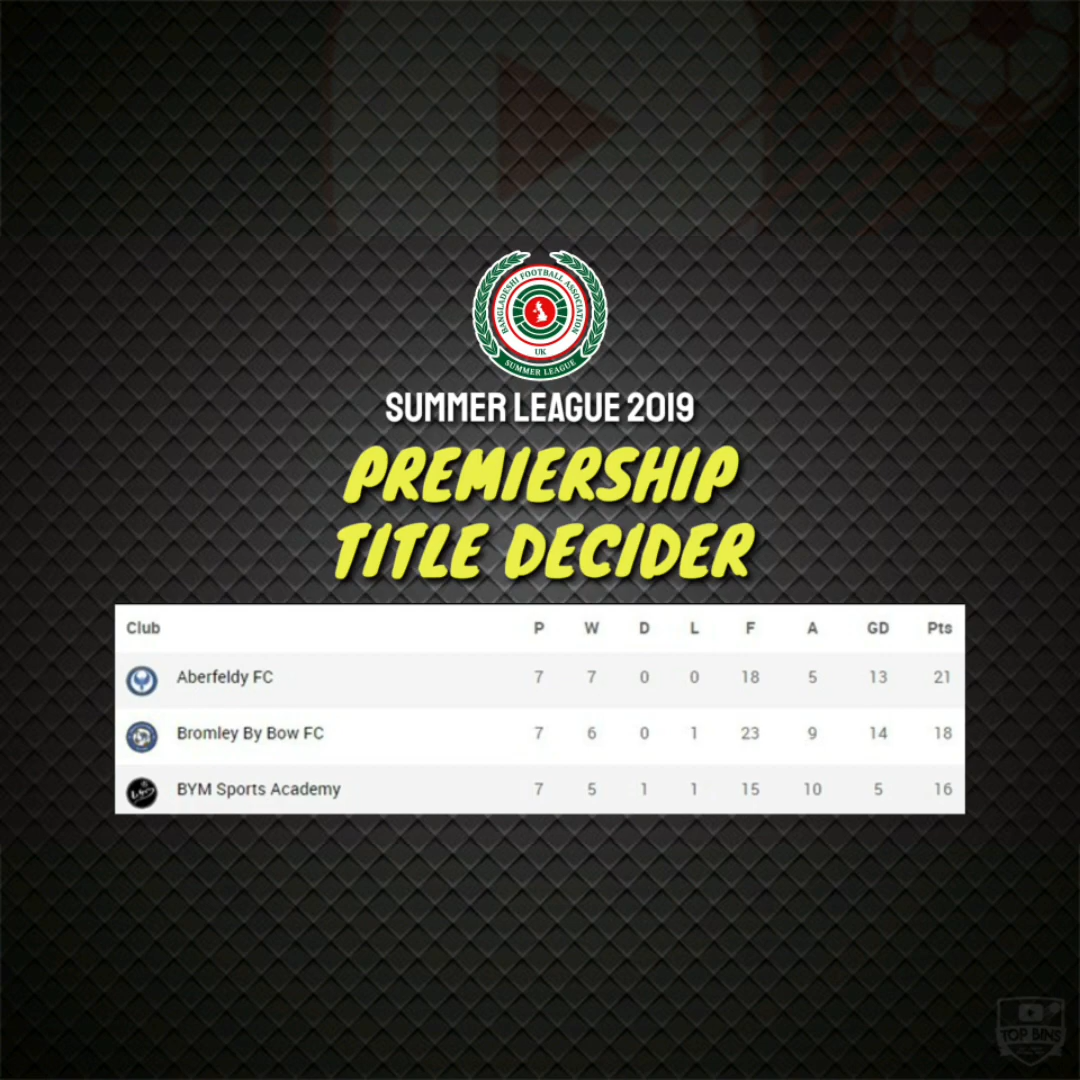 BANGLADESHI FOOTBALL ASSOCIATION
UK
SUMMER LEAGUE
SUMMER LEAGUE 2019
PREMIERSHIP
TITLE DECIDER
Club P W D L F A GD Pts
Aberfeldy FC 7 7 0 0 18 5 13 21
Bromley By Bow FC 7 6 0 1 23 9 14 18
BYM Sports Academy 7 5 1 1 15 10 5 16
TOP BINS